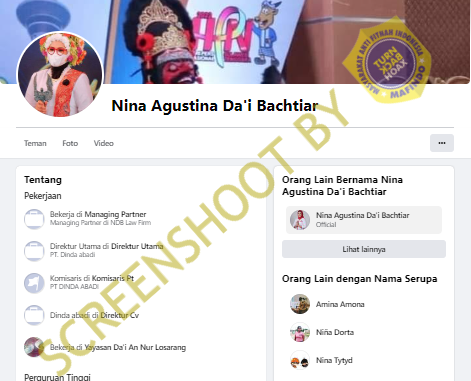 Nina Agustina Da'i Bachtiar
Teman
Foto
Video
Tentang
Pekerjaan
Bekerja di Managing Partner
Managing Partner di NDB Law Firm
Direktur Utama di Direktur Utama
PT. Dinda abadi
Komisaris di Komisaris Pt
PT DINDA ABADI
Dinda abadi di Direktur Cv
Bekerja di Yayasan Da'i An Nur Losarang
Perguruan Tinggi
Orang Lain Bernama Nina
Agustina Da'i Bachtiar
Nina Agustina Da'i Bachtiar
Official
Lihat lainnya
Orang Lain dengan Nama Serupa
Amina Amona
Niña Dorta
Nina Tytyd
SCREENSHOOT BY
MASYARAKAT ANTI FITNAH INDONESIA
TURN
BACK
HOAX
MAFINDO